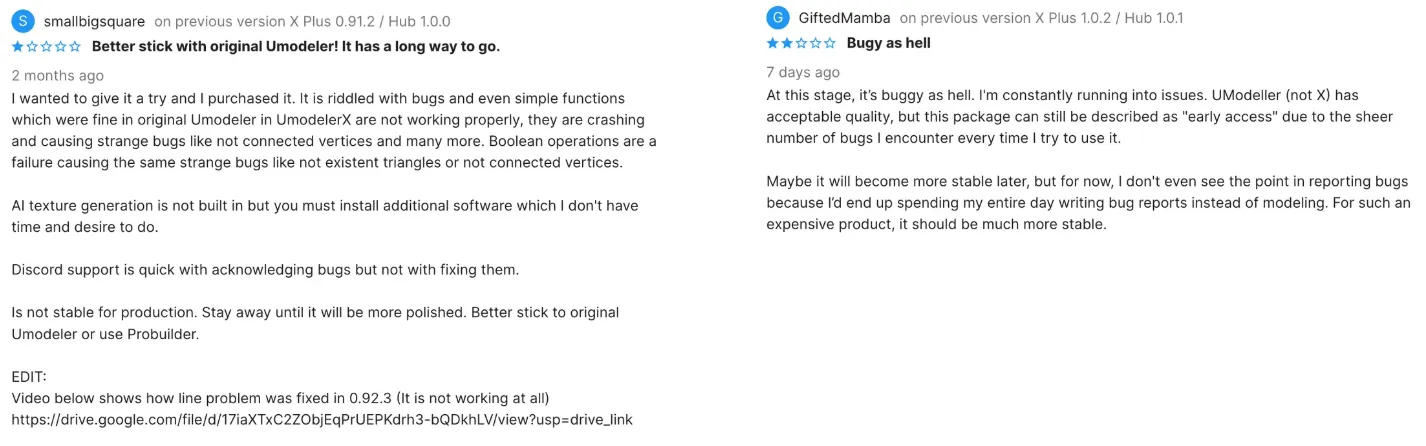 S smallbigsquare on previous version X Plus 0.91.2 / Hub 1.0.0
Better stick with original Umodeler! It has a long way to go.
2 months ago
I wanted to give it a try and I purchased it. It is riddled with bugs and even simple functions
which were fine in original Umodeler in UmodelerX are not working properly, they are crashing
and causing strange bugs like not connected vertices and many more. Boolean operations are a
failure causing the same strange bugs like not existent triangles or not connected vertices.
AI texture generation is not built in but you must install additional software which I don't have
time and desire to do.
Discord support is quick with acknowledging bugs but not with fixing them.
Is not stable for production. Stay away until it will be more polished. Better stick to original
Umodeler or use Probuilder.
EDIT:
Video below shows how line problem was fixed in 0.92.3 (It is not working at all)
https://drive.google.com/file/d/17iaXTxC2ZObjEqPrUEPKdrh3-bQDkhLV/view?usp=drive_link
G GiftedMamba on previous version X Plus 1.0.2 / Hub 1.0.1
Bugy as hell
7 days ago
At this stage, it's buggy as hell. I'm constantly running into issues. UModeller (not X) has
acceptable quality, but this package can still be described as "early access" due to the sheer
number of bugs I encounter every time I try to use it.
Maybe it will become more stable later, but for now, I don't even see the point in reporting bugs
because I'd end up spending my entire day writing bug reports instead of modeling. For such an
expensive product, it should be much more stable.